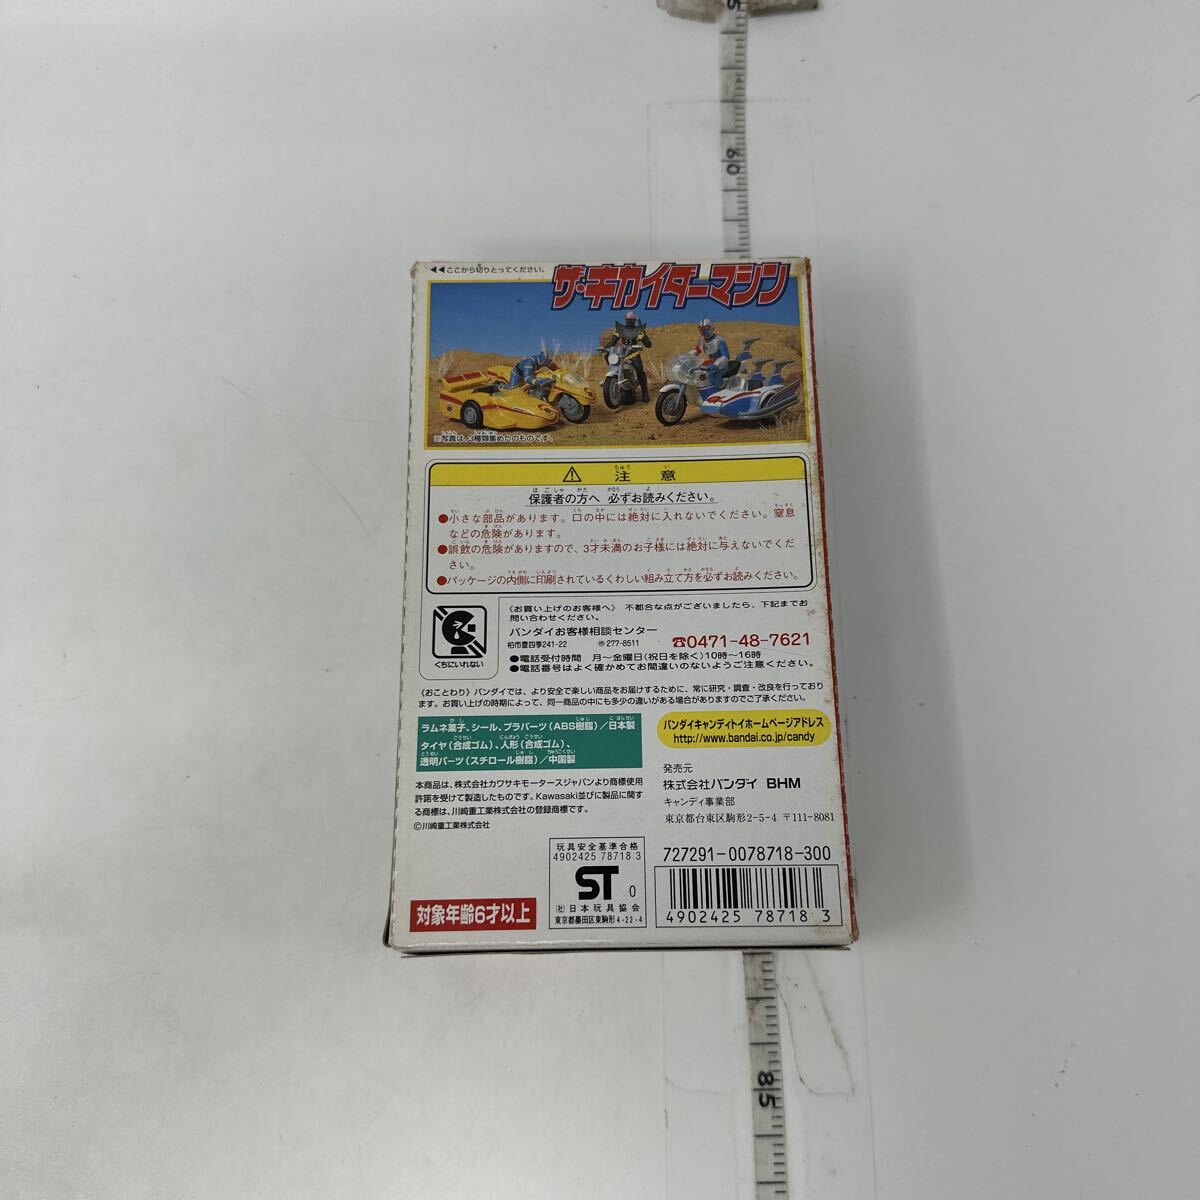 ◀◀ここから切りとってください。
ザ・キカイダーマシン
※写真は、3種類集めたのものです。
⚠ 注意
保護者の方へ 必ずお読みください。
●小さな部品があります。口の中には絶対に入れないでください。窒息
などの危険があります。
●誤飲の危険がありますので、3才未満のお子様には絶対に与えないでくだ
さい。
●パッケージの内側に印刷されているくわしい組み立て方を必ずお読みください。
くちにいれない
《お買い上げのお客様へ》 不都合な点がございましたら、下記までお
問い合わせください。
バンダイお客様相談センター
柏市豊四季241-22 〒277-8511
☎0471-48-7621
●電話受付時間 月〜金曜日(祝日を除く)10時〜16時
●電話番号はよく確かめてお間違いのないようご注意ください。
《おことわり》バンダイでは、より安全で楽しい商品をお届けするために、常に研究・調査・改良を行っており
ます。お買い上げの時期によって、同一商品の中にも多少の違いがある場合がありますのでご了承ください。
ラムネ菓子、シール、プラパーツ(ABS樹脂)/日本製
タイヤ(合成ゴム)、人形(合成ゴム)、
透明パーツ(スチロール樹脂)/中国製
本商品は、株式会社カワサキモータースジャパンより商標使用
許諾を受けて製造したものです。Kawasaki並びに製品に関す
る商標は、川崎重工業株式会社の登録商標です。
©川崎重工業株式会社
バンダイキャンディトイホームページアドレス
http://www.bandai.co.jp/candy
発売元
株式会社バンダイ BHM
キャンディ事業部
東京都台東区駒形2-5-4 〒111-8081
対象年齢6才以上
玩具安全基準合格
4902425 78718 3
ST 0
(社)日本玩具協会
東京都墨田区東駒形4-22-4
727291-0078718-300
4902425 787183
60
85